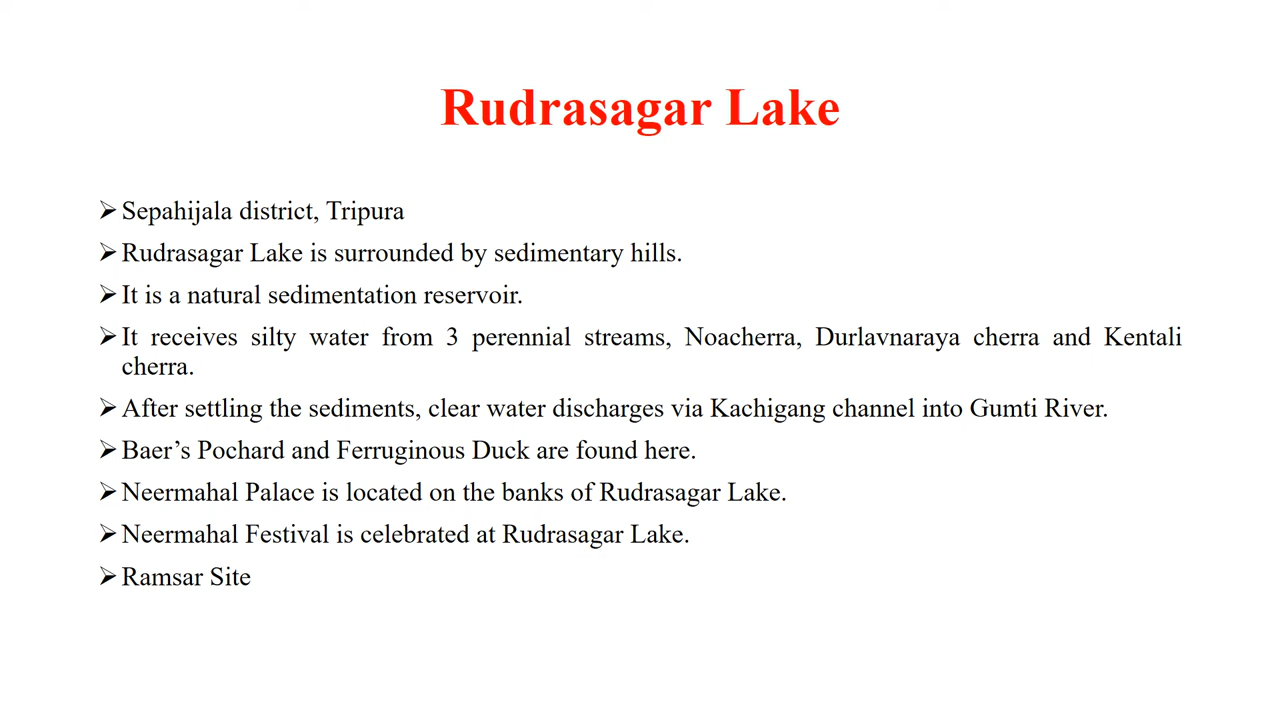 Rudrasagar Lake
➢ Sepahijala district, Tripura
➢ Rudrasagar Lake is surrounded by sedimentary hills.
➢ It is a natural sedimentation reservoir.
➢ It receives silty water from 3 perennial streams, Noacherra, Durlavnaraya cherra and Kentali
cherra.
➢ After settling the sediments, clear water discharges via Kachigang channel into Gumti River.
➢ Baer’s Pochard and Ferruginous Duck are found here.
➢ Neermahal Palace is located on the banks of Rudrasagar Lake.
➢ Neermahal Festival is celebrated at Rudrasagar Lake.
➢ Ramsar Site